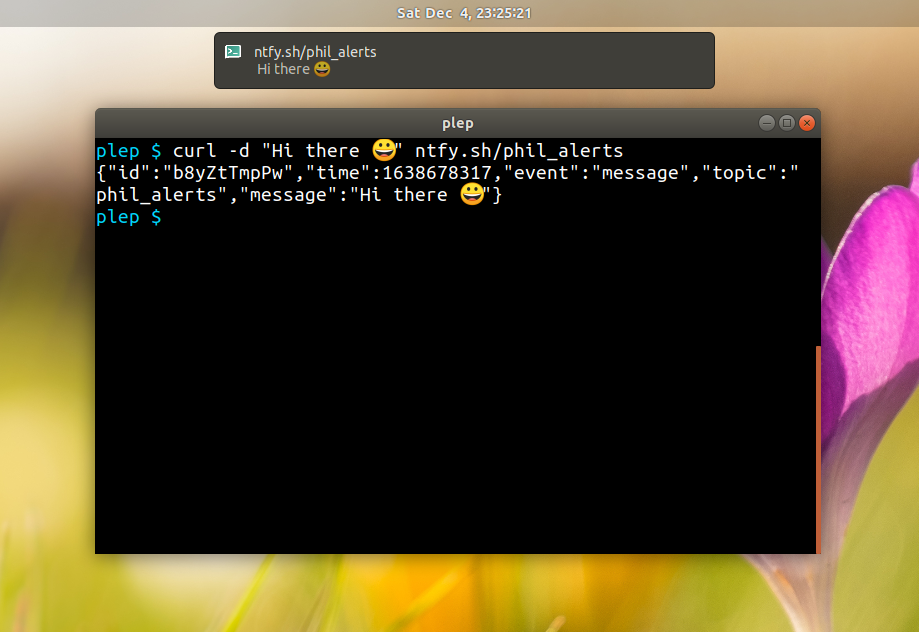 Sat Dec  4, 23:25:21
ntfy.sh/phil_alerts
Hi there 😀
plep
plep $ curl -d "Hi there 😀" ntfy.sh/phil_alerts
{"id":"b8yZtTmpPw","time":1638678317,"event":"message","topic":"
phil_alerts","message":"Hi there 😀"}
plep $